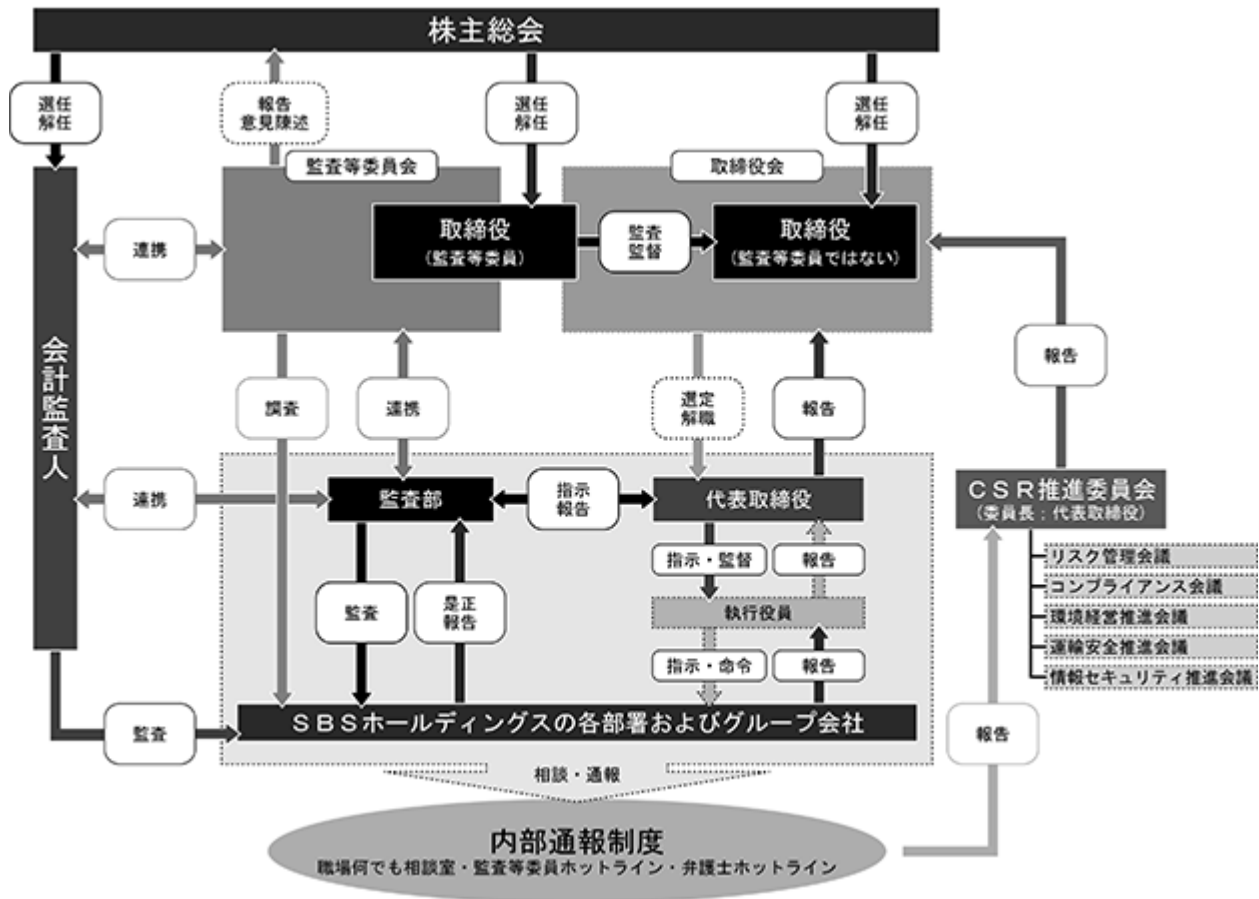 株主総会
選任
解任
報告
意見陳述
選任
解任
選任
解任
監査等委員会
取締役会
取締役
(監査等委員)
監査
監督
取締役
(監査等委員ではない)
連携
会計監査人
調査
連携
選定
解職
報告
報告
連携
監査部
指示
報告
代表取締役
CSR推進委員会
(委員長:代表取締役)
リスク管理会議
コンプライアンス会議
環境経営推進会議
運輸安全推進会議
情報セキュリティ推進会議
指示・監督
報告
監査
是正
報告
執行役員
指示・命令
報告
SBSホールディングスの各部署およびグループ会社
監査
報告
相談・通報
内部通報制度
職場何でも相談室・監査等委員ホットライン・弁護士ホットライン